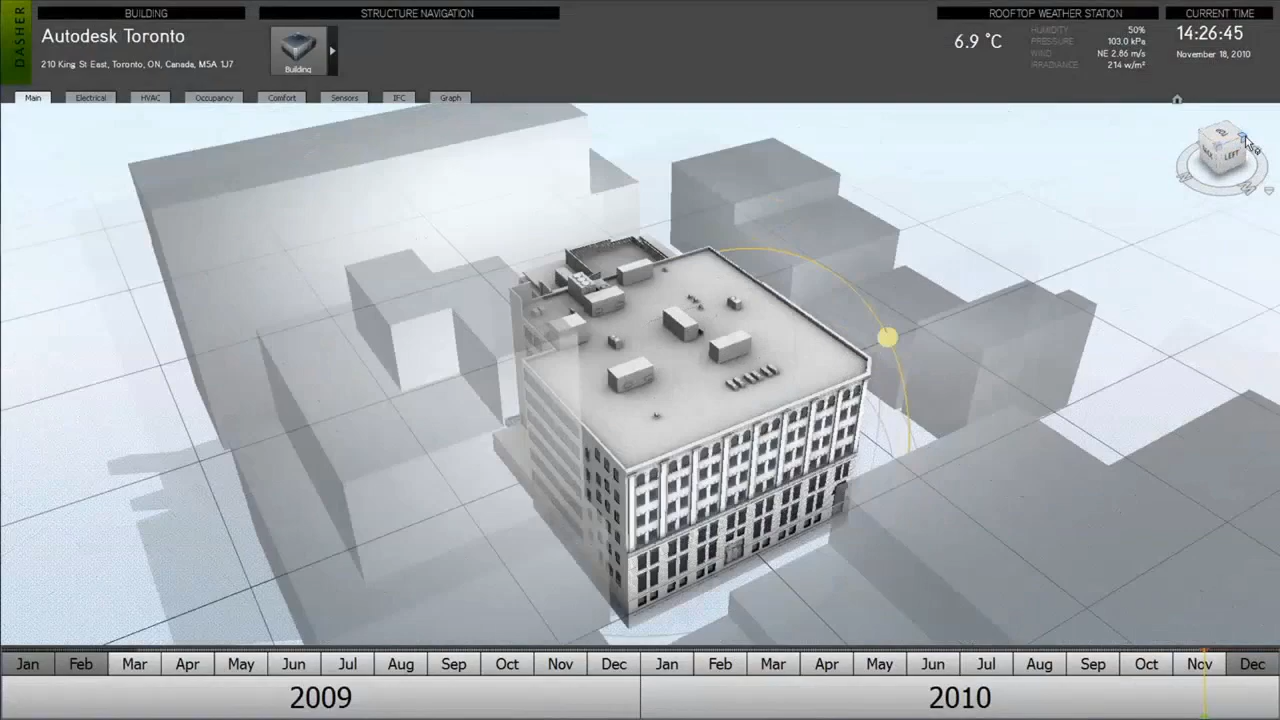 DASHER
BUILDING
Autodesk Toronto
210 King St East, Toronto, ON, Canada, M5A 1J7
STRUCTURE NAVIGATION
Building
ROOFTOP WEATHER STATION
6.9 °C
HUMIDITY 50%
PRESSURE 103.0 kPa
WIND NE 2.86 m/s
IRRADIANCE 214 w/m²
CURRENT TIME
14:26:45
November 18, 2010
Main Electrical HVAC Occupancy Comfort Sensors IFC Graph
TOP
BACK LEFT
Jan Feb Mar Apr May Jun Jul Aug Sep Oct Nov Dec Jan Feb Mar Apr May Jun Jul Aug Sep Oct Nov Dec
2009 2010